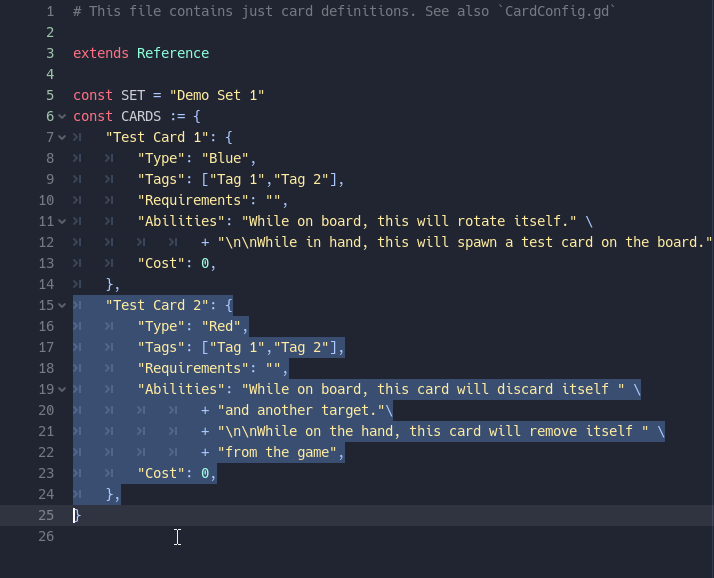 1 # This file contains just card definitions. See also `CardConfig.gd`
2
3 extends Reference
4
5 const SET = "Demo Set 1"
6 const CARDS := {
7 "Test Card 1": {
8 "Type": "Blue",
9 "Tags": ["Tag 1","Tag 2"],
10 "Requirements": "",
11 "Abilities": "While on board, this will rotate itself." \
12 + "\n\nWhile in hand, this will spawn a test card on the board."
13 "Cost": 0,
14 },
15 "Test Card 2": {
16 "Type": "Red",
17 "Tags": ["Tag 1","Tag 2"],
18 "Requirements": "",
19 "Abilities": "While on board, this card will discard itself " \
20 + "and another target."\
21 + "\n\nWhile on the hand, this card will remove itself " \
22 + "from the game",
23 "Cost": 0,
24 },
25 }
26